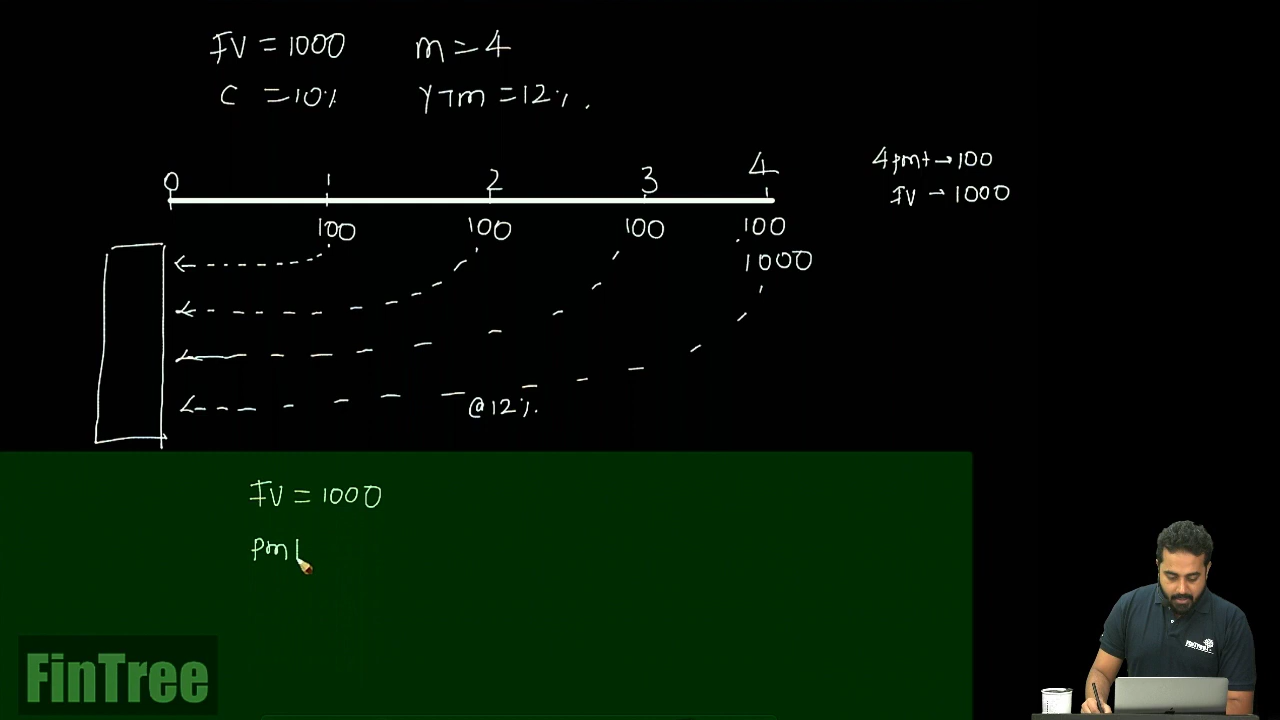 FV = 1000 m = 4
C = 10% YTM = 12%.
0 1 2 3 4
100 100 100 100
1000
4 pmt → 100
FV → 1000
@12%.
FV = 1000
Pm
FinTree